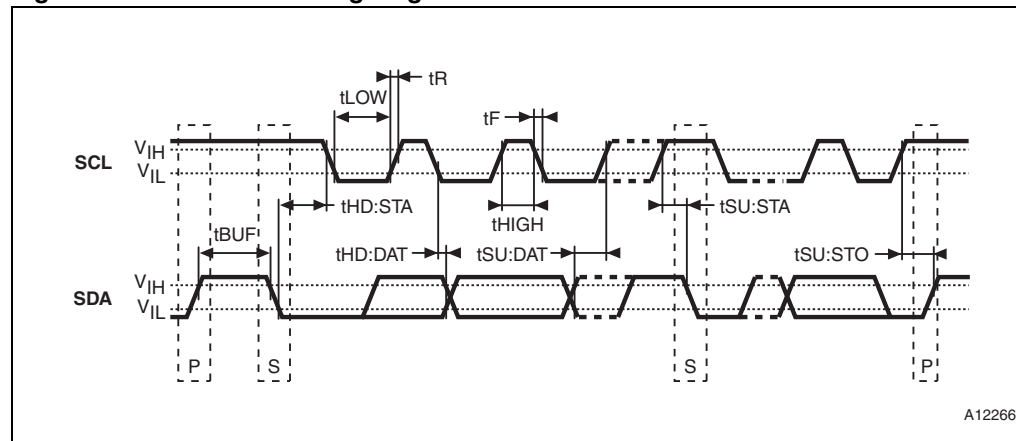 tR
tLOW
tF
SCL
VIH
VIL
tHD:STA
tHIGH
tSU:STA
tBUF
tHD:DAT
tSU:DAT
tSU:STO
SDA
VIH
VIL
P
S
S
P
A12266